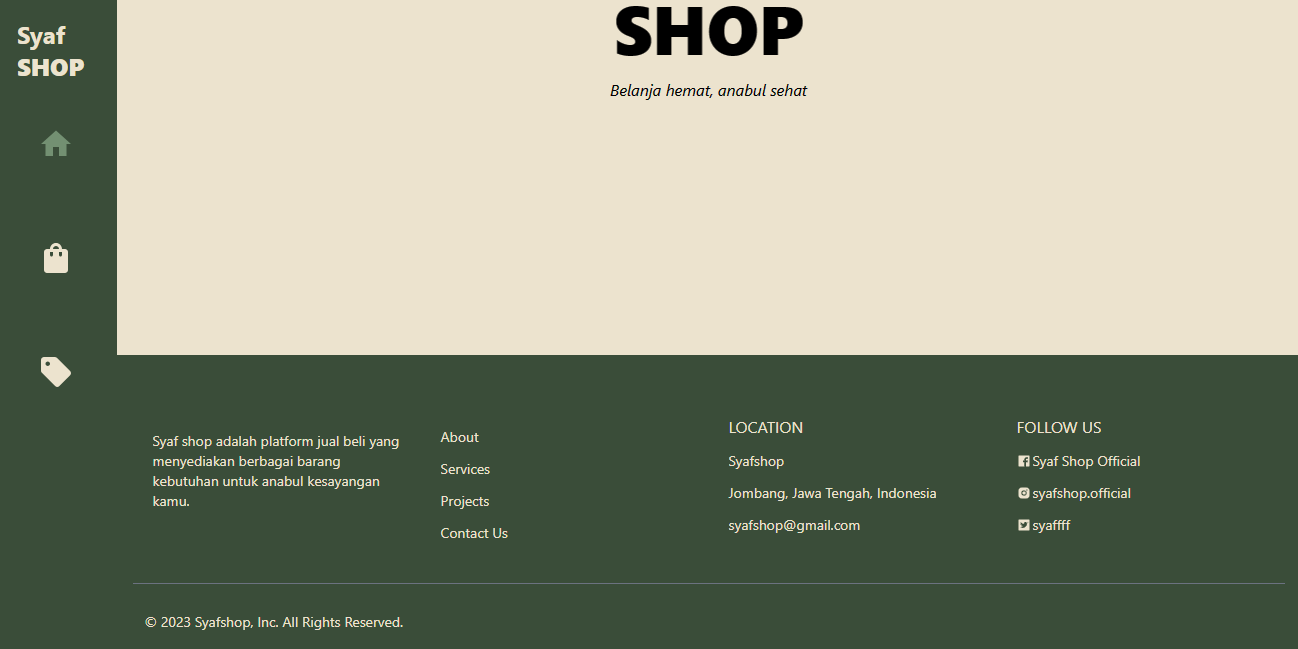 Syaf
SHOP
SHOP
Belanja hemat, anabul sehat
Syaf shop adalah platform jual beli yang
menyediakan berbagai barang
kebutuhan untuk anabul kesayangan
kamu.
About
Services
Projects
Contact Us
LOCATION
Syafshop
Jombang, Jawa Tengah, Indonesia
syafshop@gmail.com
FOLLOW US
Syaf Shop Official
syafshop.official
syaffff
© 2023 Syafshop, Inc. All Rights Reserved.